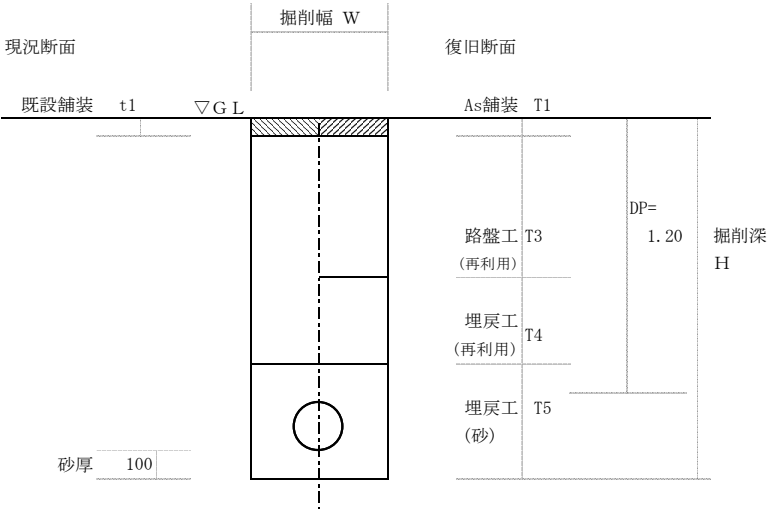 掘削幅 W
現況断面
復旧断面
既設舗装 t1
▽ＧＬ
As舗装 T1
DP=
1.20
路盤工 T3
(再利用)
掘削深
H
埋戻工
T4
(再利用)
埋戻工 T5
(砂)
砂厚 100